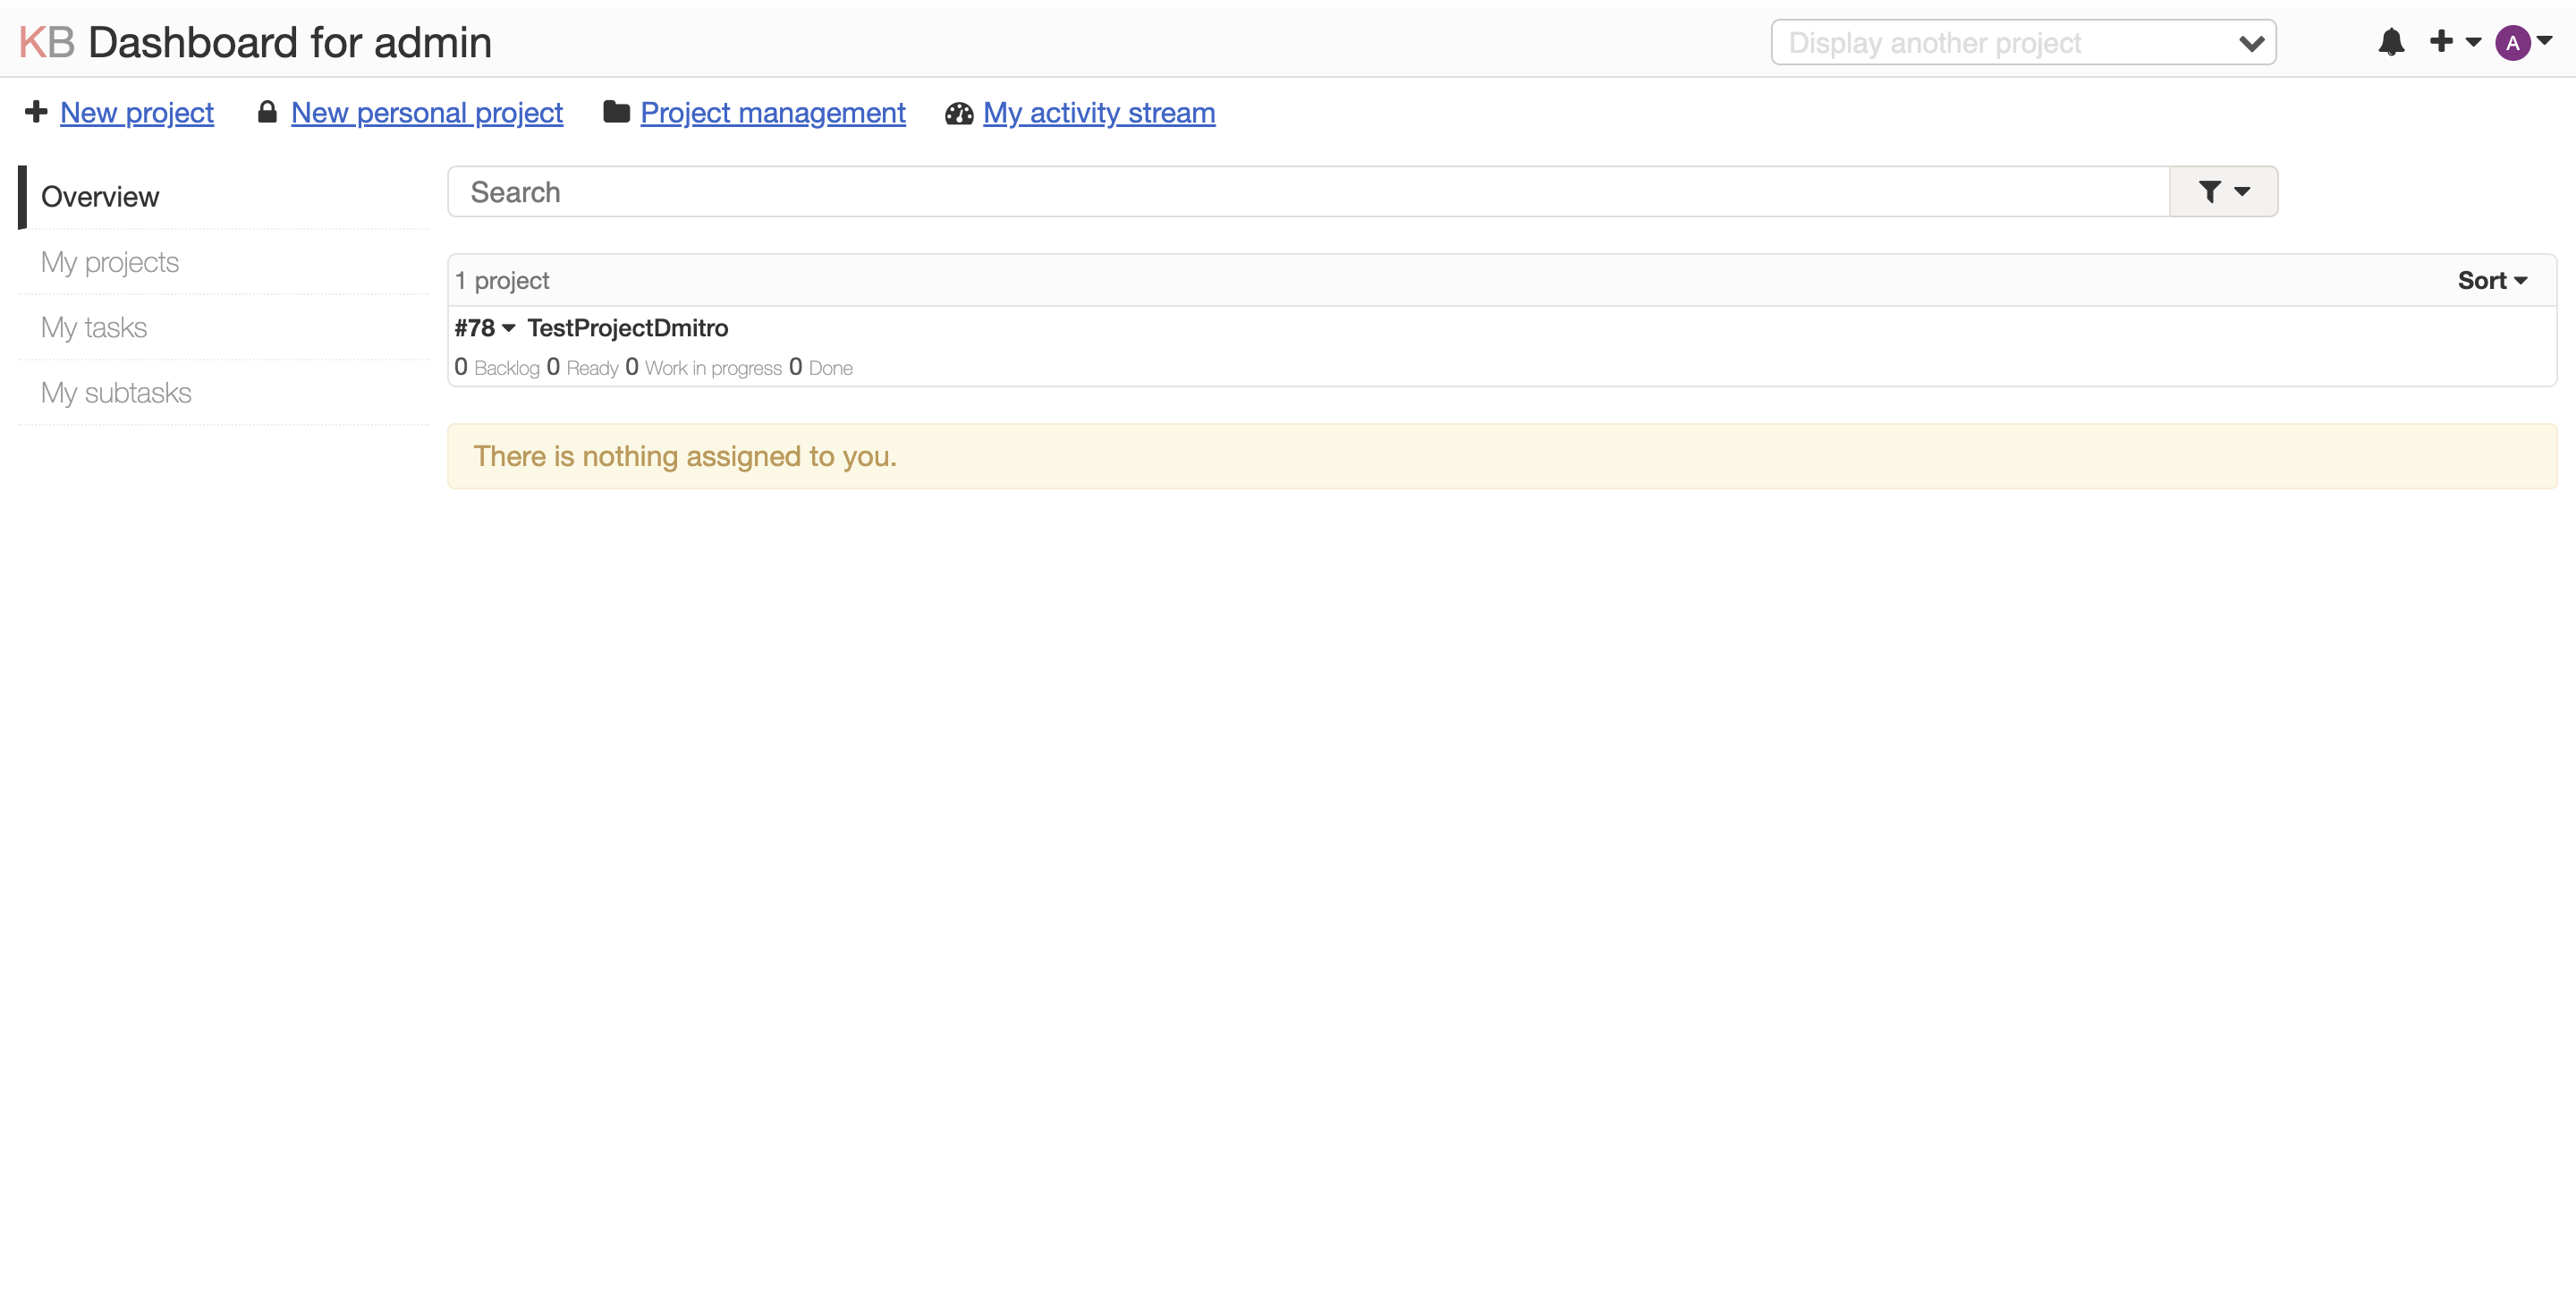 KB Dashboard for admin
Display another project
A
New project
New personal project
Project management
My activity stream
Overview
My projects
My tasks
My subtasks
Search
1 project
Sort
#78 TestProjectDmitro
0 Backlog 0 Ready 0 Work in progress 0 Done
There is nothing assigned to you.